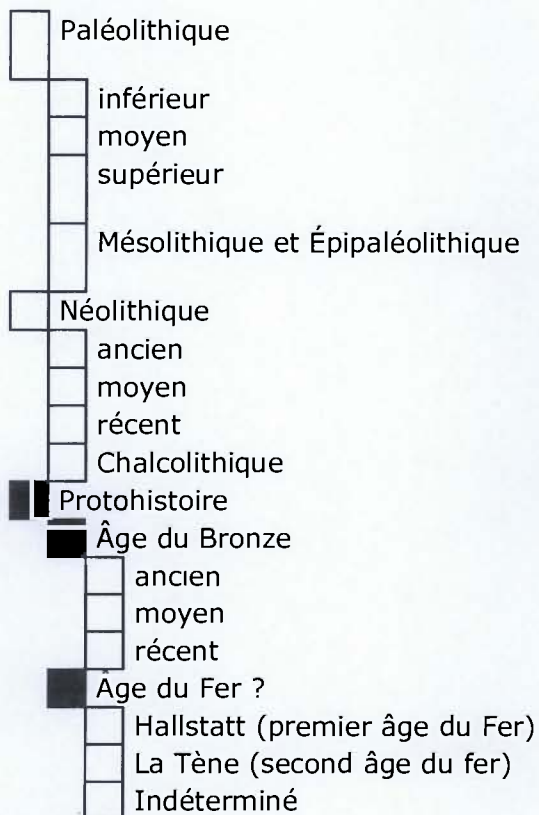 Paléolithique
inférieur
moyen
supérieur
Mésolithique et Épipaléolithique
Néolithique
ancien
moyen
récent
Chalcolithique
Protohistoire
Âge du Bronze
ancien
moyen
récent
Âge du Fer ?
Hallstatt (premier âge du Fer)
La Tène (second âge du fer)
Indéterminé